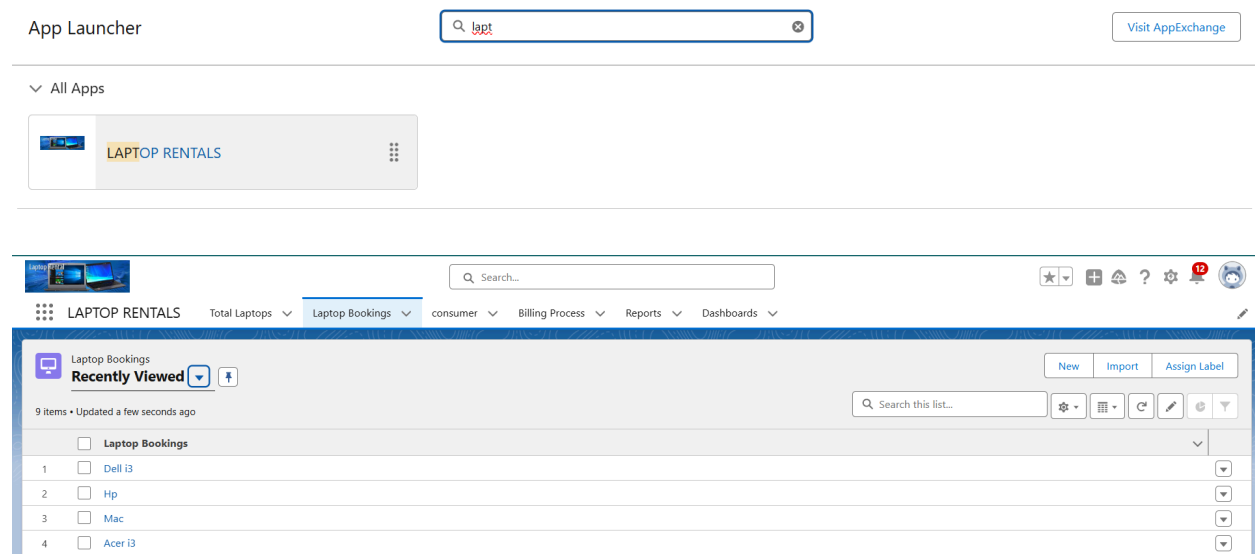 App Launcher
lapt
Visit AppExchange
All Apps
LAPTOP RENTALS
Laptop Rental
Search...
12
LAPTOP RENTALS
Total Laptops
Laptop Bookings
consumer
Billing Process
Reports
Dashboards
Laptop Bookings
Recently Viewed
New
Import
Assign Label
9 items • Updated a few seconds ago
Search this list...
Laptop Bookings
1 Dell i3
2 Hp
3 Mac
4 Acer i3